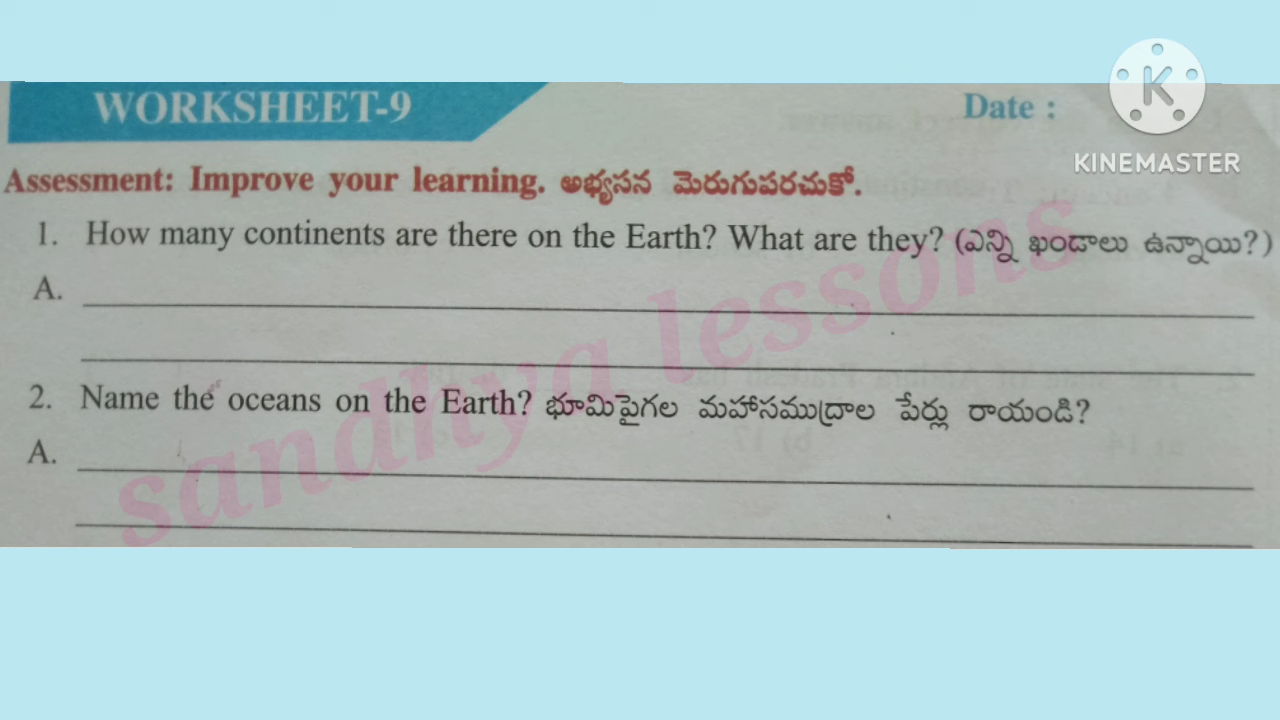 WORKSHEET-9
Date :
KINEMASTER
Assessment: Improve your learning. అభ్యసన మెరుగుపరచుకో.
1. How many continents are there on the Earth? What are they? (ఎన్ని ఖండాలు ఉన్నాయి?)
A.
2. Name the oceans on the Earth? భూమిపైగల మహాసముద్రాల పేర్లు రాయండి?
A.
sandhya lessons